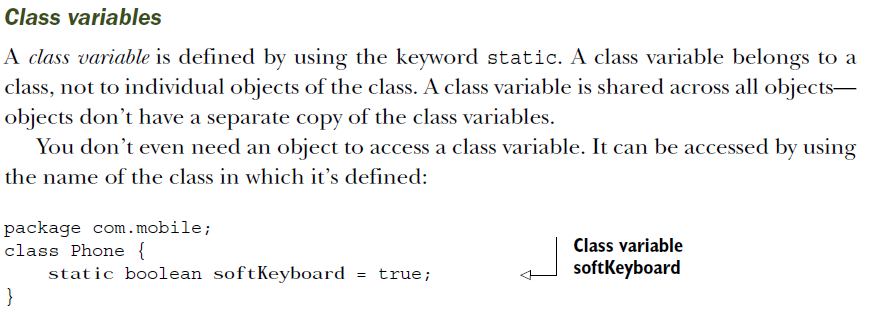 Class variables
A class variable is defined by using the keyword static. A class variable belongs to a
class, not to individual objects of the class. A class variable is shared across all objects—
objects don’t have a separate copy of the class variables.
You don’t even need an object to access a class variable. It can be accessed by using
the name of the class in which it’s defined:
package com.mobile;
class Phone {
static boolean softKeyboard = true;
}
Class variable
softKeyboard